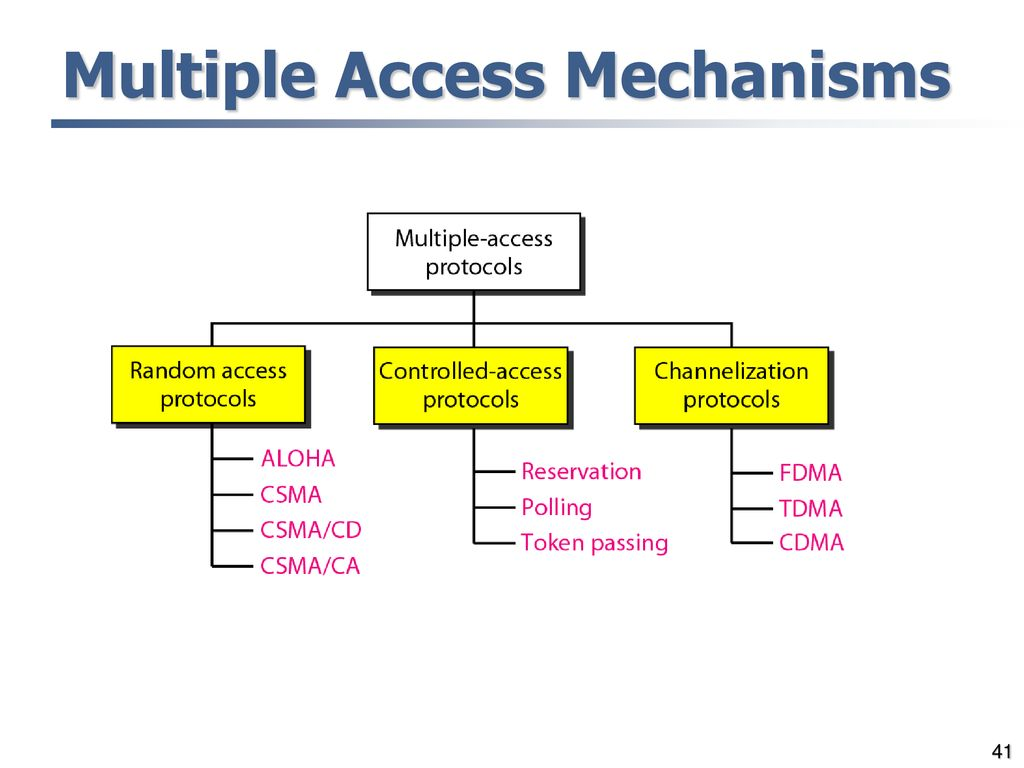 Multiple Access Mechanisms
Multiple-access
protocols
Random access
protocols
ALOHA
CSMA
CSMA/CD
CSMA/CA
Controlled-access
protocols
Reservation
Polling
Token passing
Channelization
protocols
FDMA
TDMA
CDMA
41